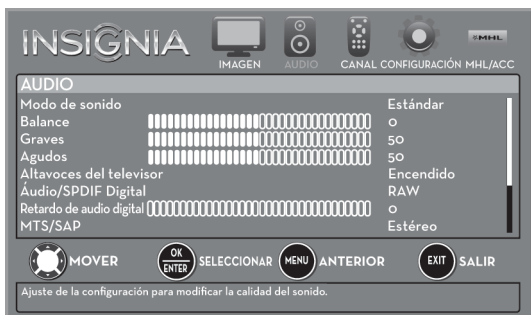 INSIGNIA
IMAGEN AUDIO CANAL CONFIGURACIÓN MHL/ACC
MHL
AUDIO
Modo de sonido Estándar
Balance 0
Graves 50
Agudos 50
Altavoces del televisor Encendido
Áudio/SPDIF Digital RAW
Retardo de audio digital 0
MTS/SAP Estéreo
MOVER OK ENTER SELECCIONAR MENU ANTERIOR EXIT SALIR
Ajuste de la configuración para modificar la calidad del sonido.